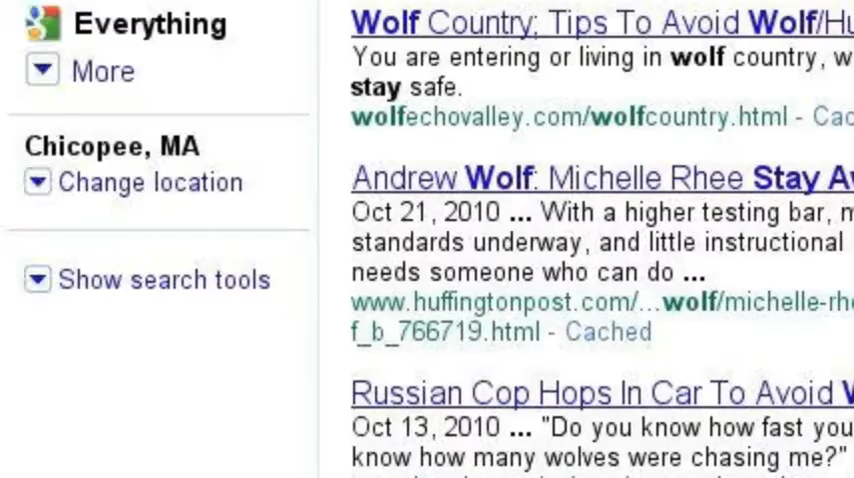 Everything
More
Chicopee, MA
Change location
Show search tools
Wolf Country; Tips To Avoid Wolf/Hu
You are entering or living in wolf country, w
stay safe.
wolfechovalley.com/wolfcountry.html - Cac
Andrew Wolf: Michelle Rhee Stay Av
Oct 21, 2010 ... With a higher testing bar, m
standards underway, and little instructional
needs someone who can do ...
www.huffingtonpost.com/...wolf/michelle-rhe
f_b_766719.html - Cached
Russian Cop Hops In Car To Avoid W
Oct 13, 2010 ... "Do you know how fast you
know how many wolves were chasing me?"